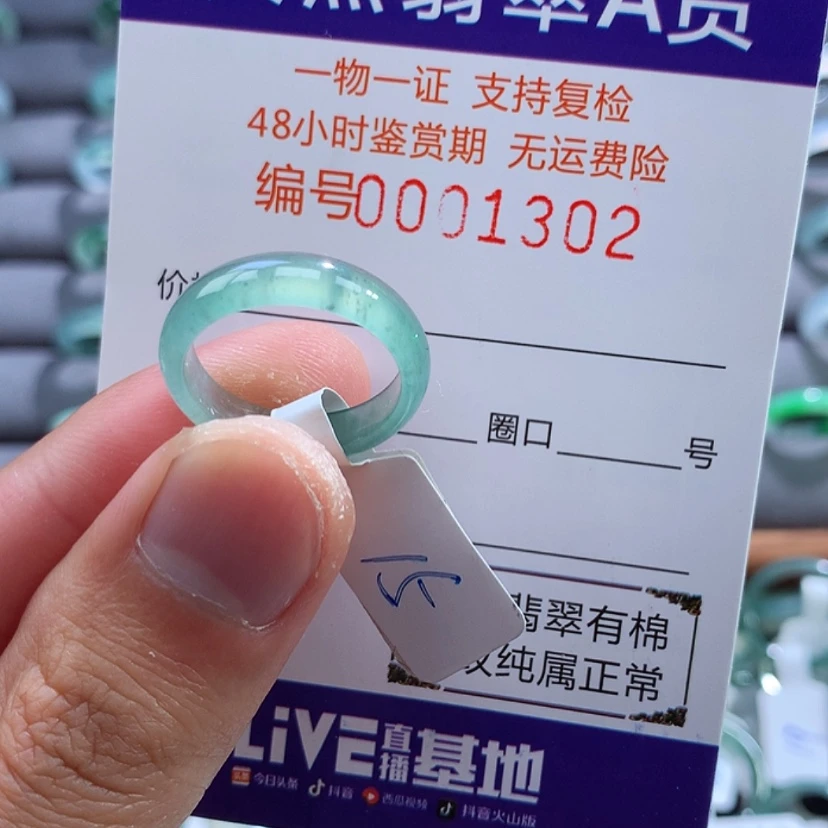 翡翠A货
一物一证 支持复检
48小时鉴赏期 无运费险
编号0001302
圈口 号
15
翡翠有棉
纹纯属正常
LiVE直播基地
今日头条 抖音 西瓜视频 抖音火山版